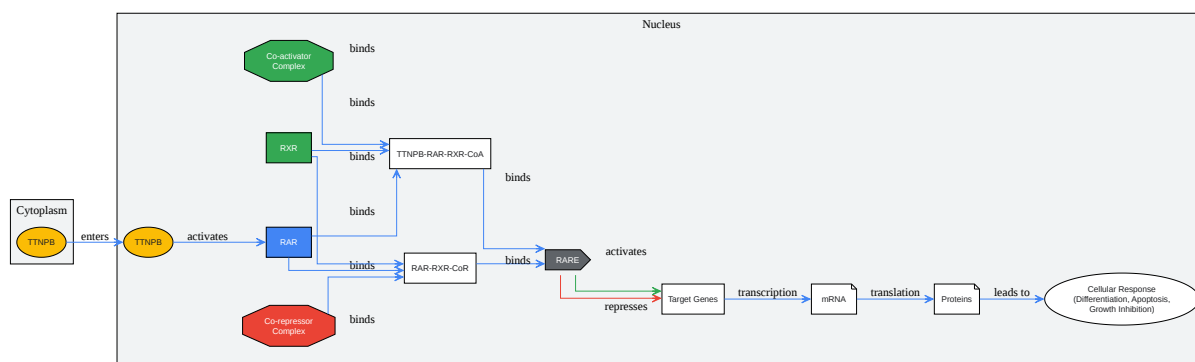 Nucleus
Co-activator
Complex
binds
binds
RXR
binds
TTNPB-RAR-RXR-CoA
binds
binds
Cytoplasm
TTNPB
enters
TTNPB
activates
RAR
binds
RAR-RXR-CoR
binds
RARE
activates
Co-repressor
Complex
binds
represses
Target Genes
transcription
mRNA
translation
Proteins
leads to
Cellular Response
(Differentiation, Apoptosis,
Growth Inhibition)